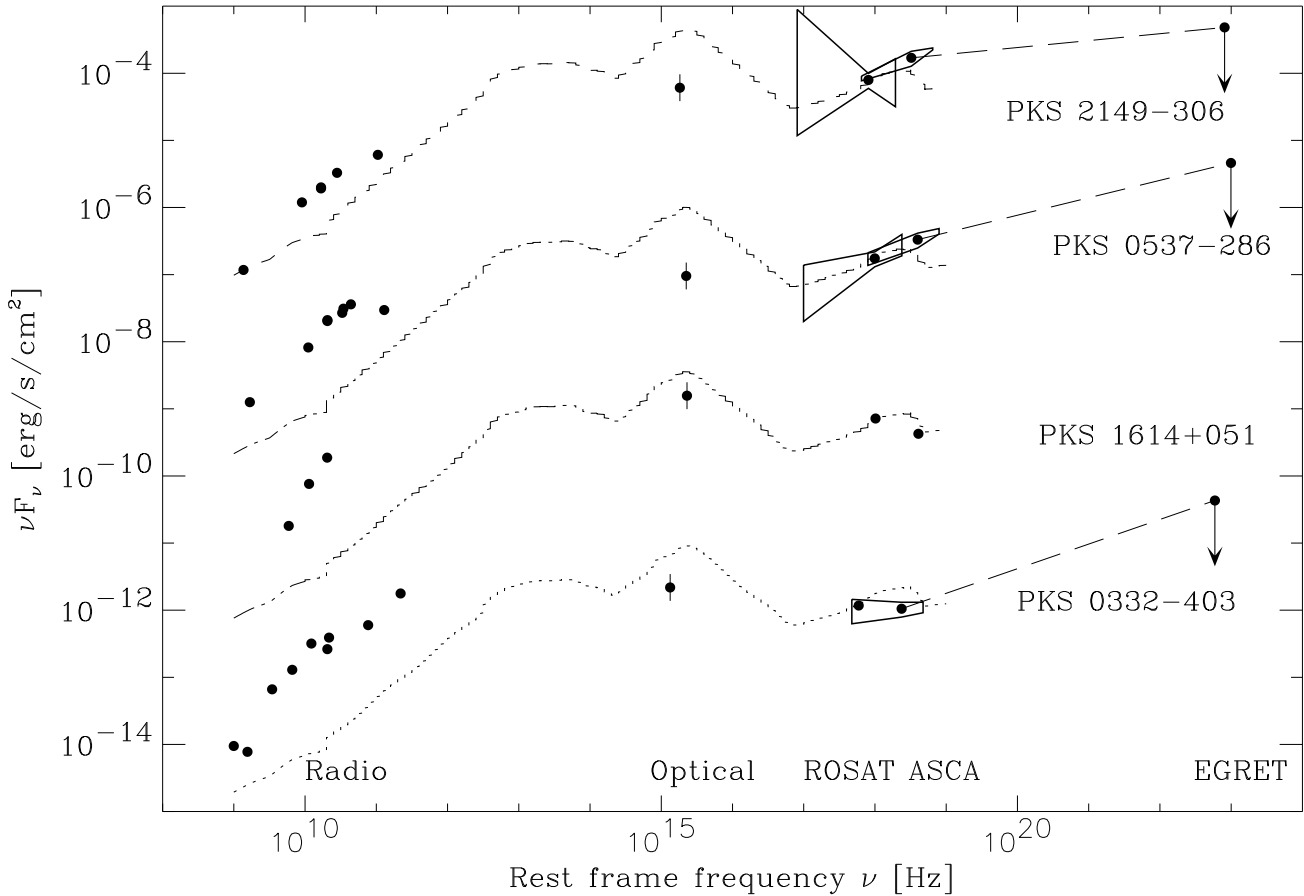 10⁻⁴
PKS 2149−306
10⁻⁶
PKS 0537−286
10⁻⁸
PKS 1614+051
10⁻¹⁰
10⁻¹²
PKS 0332−403
10⁻¹⁴
Radio Optical ROSAT ASCA EGRET
10¹⁰ 10¹⁵ 10²⁰
Rest frame frequency ν [Hz]
νFν [erg/s/cm²]